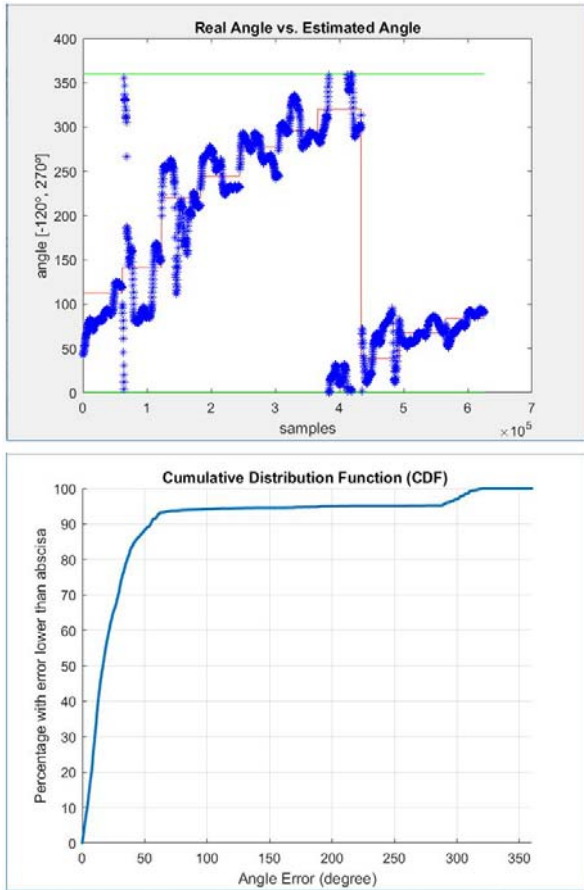 Real Angle vs. Estimated Angle
400
350
300
250
200
150
100
50
0
angle [-120º, 270º]
0 1 2 3 4 5 6 7
samples
×10^5
Cumulative Distribution Function (CDF)
100
90
80
70
60
50
40
30
20
10
0
Percentage with error lower than abscisa
0 50 100 150 200 250 300 350
Angle Error (degree)